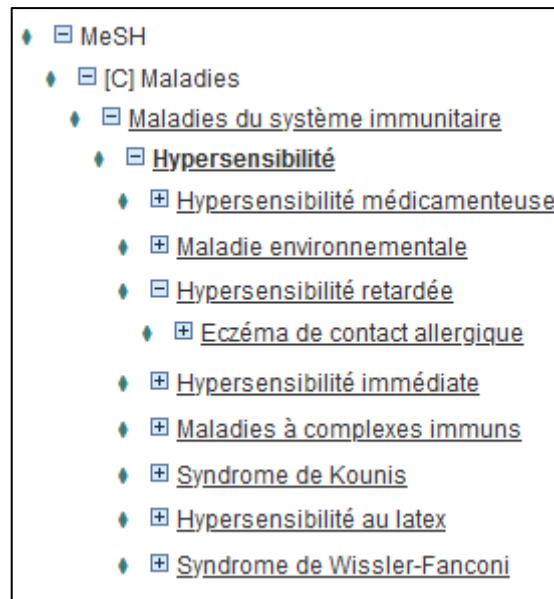 MeSH
[C] Maladies
Maladies du système immunitaire
Hypersensibilité
Hypersensibilité médicamenteuse
Maladie environnementale
Hypersensibilité retardée
Eczéma de contact allergique
Hypersensibilité immédiate
Maladies à complexes immuns
Syndrome de Kounis
Hypersensibilité au latex
Syndrome de Wissler-Fanconi